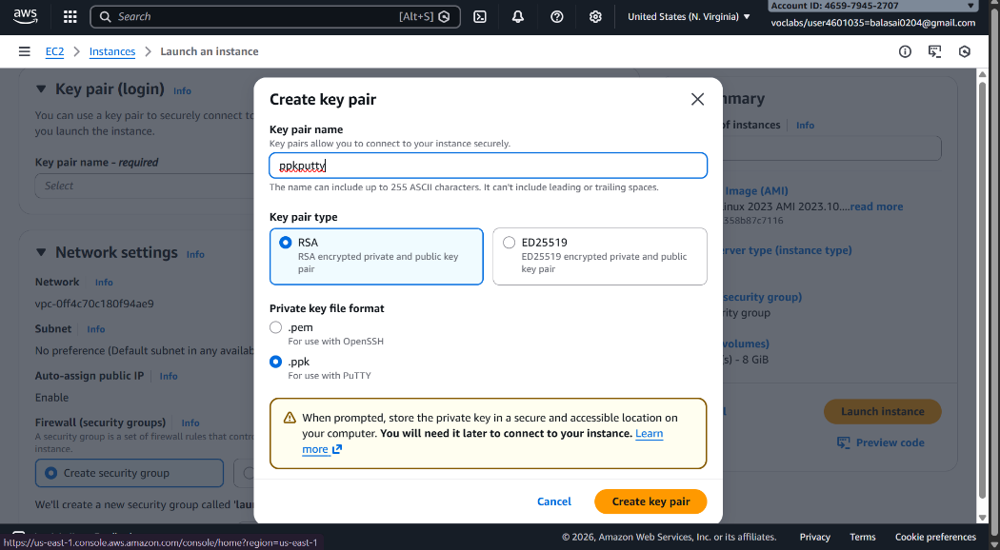 aws
Search
[Alt+S]
United States (N. Virginia)
Account ID: 4659-7945-2707
voclabs/user4601035=balasai0204@gmail.com
EC2 > Instances > Launch an instance
Key pair (login) Info
You can use a key pair to securely connect to
you launch the instance.
Key pair name - required
Select
Network settings Info
Network Info
vpc-0ff4c70c180f94ae9
Subnet Info
No preference (Default subnet in any availab
Auto-assign public IP Info
Enable
Firewall (security groups) Info
A security group is a set of firewall rules that contr
instance.
Create security group
We'll create a new security group called 'lau
Create key pair
Key pair name
Key pairs allow you to connect to your instance securely.
ppkputty
The name can include up to 255 ASCII characters. It can't include leading or trailing spaces.
Key pair type
RSA
RSA encrypted private and public key
pair
ED25519
ED25519 encrypted private and public
key pair
Private key file format
.pem
For use with OpenSSH
.ppk
For use with PuTTY
When prompted, store the private key in a secure and accessible location on
your computer. You will need it later to connect to your instance. Learn
more
Cancel
Create key pair
mmary
of instances Info
Image (AMI)
inux 2023 AMI 2023.10....read more
358b87c7116
erver type (instance type)
security group)
rity group
volumes)
(s) - 8 GiB
Launch instance
Preview code
https://us-east-1.console.aws.amazon.com/console/home?region=us-east-1
© 2026, Amazon Web Services, Inc. or its affiliates.
Privacy
Terms
Cookie preferences